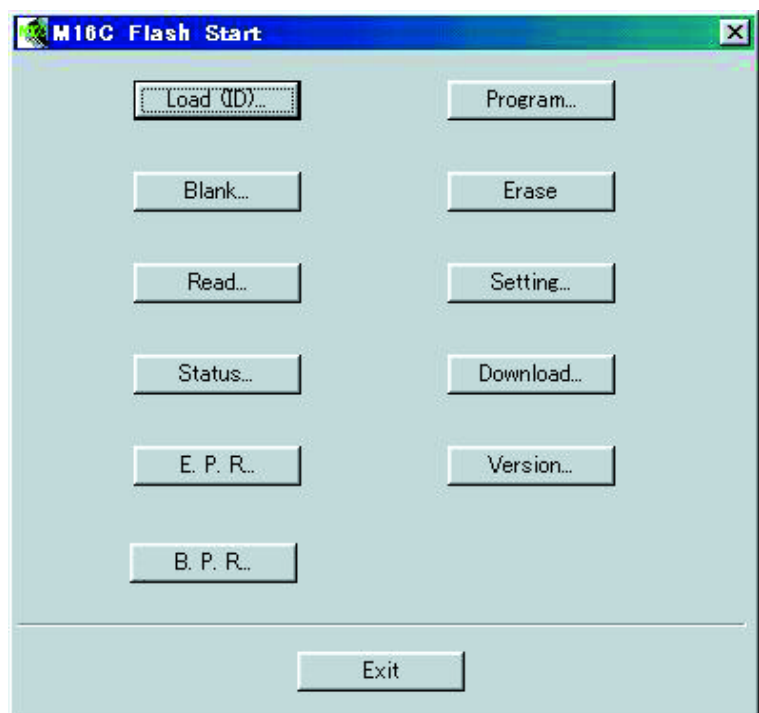 M16C Flash Start
Load (ID)... Program...
Blank... Erase
Read... Setting...
Status... Download...
E. P. R... Version...
B. P. R...
Exit